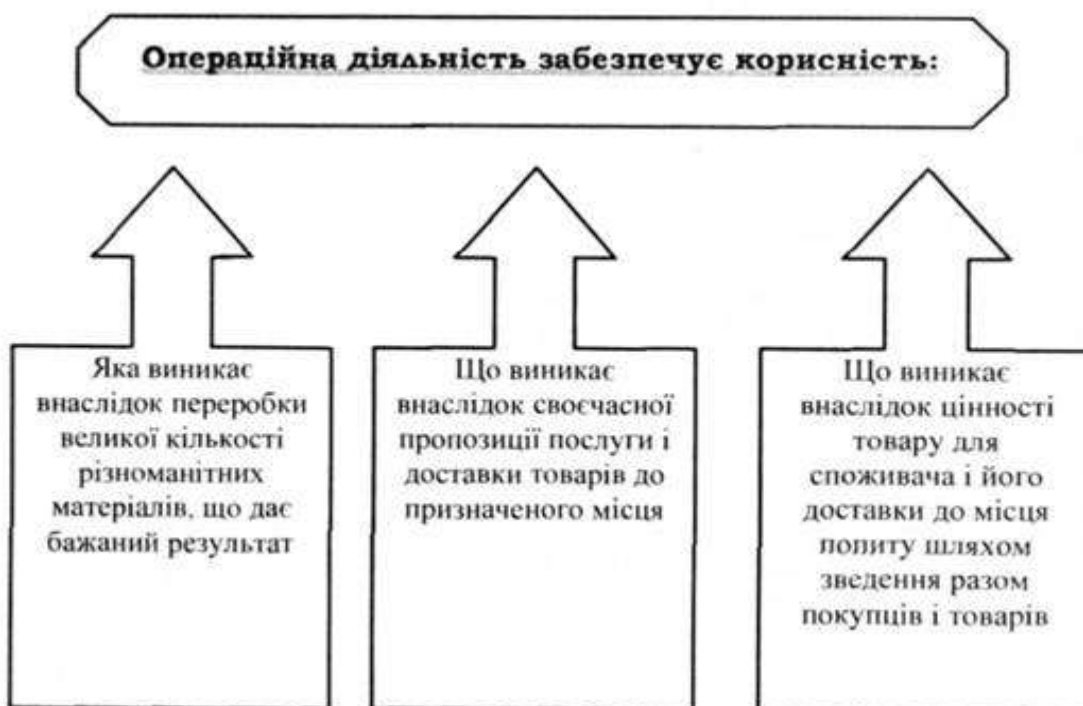 Операційна діяльність забезпечує корисність:
Яка виникає
внаслідок переробки
великої кількості
різноманітних
матеріалів, що дає
бажаний результат
Що виникає
внаслідок своєчасної
пропозиції послуги і
доставки товарів до
призначеного місця
Що виникає
внаслідок цінності
товару для
споживача і його
доставки до місця
попиту шляхом
зведення разом
покупців і товарів